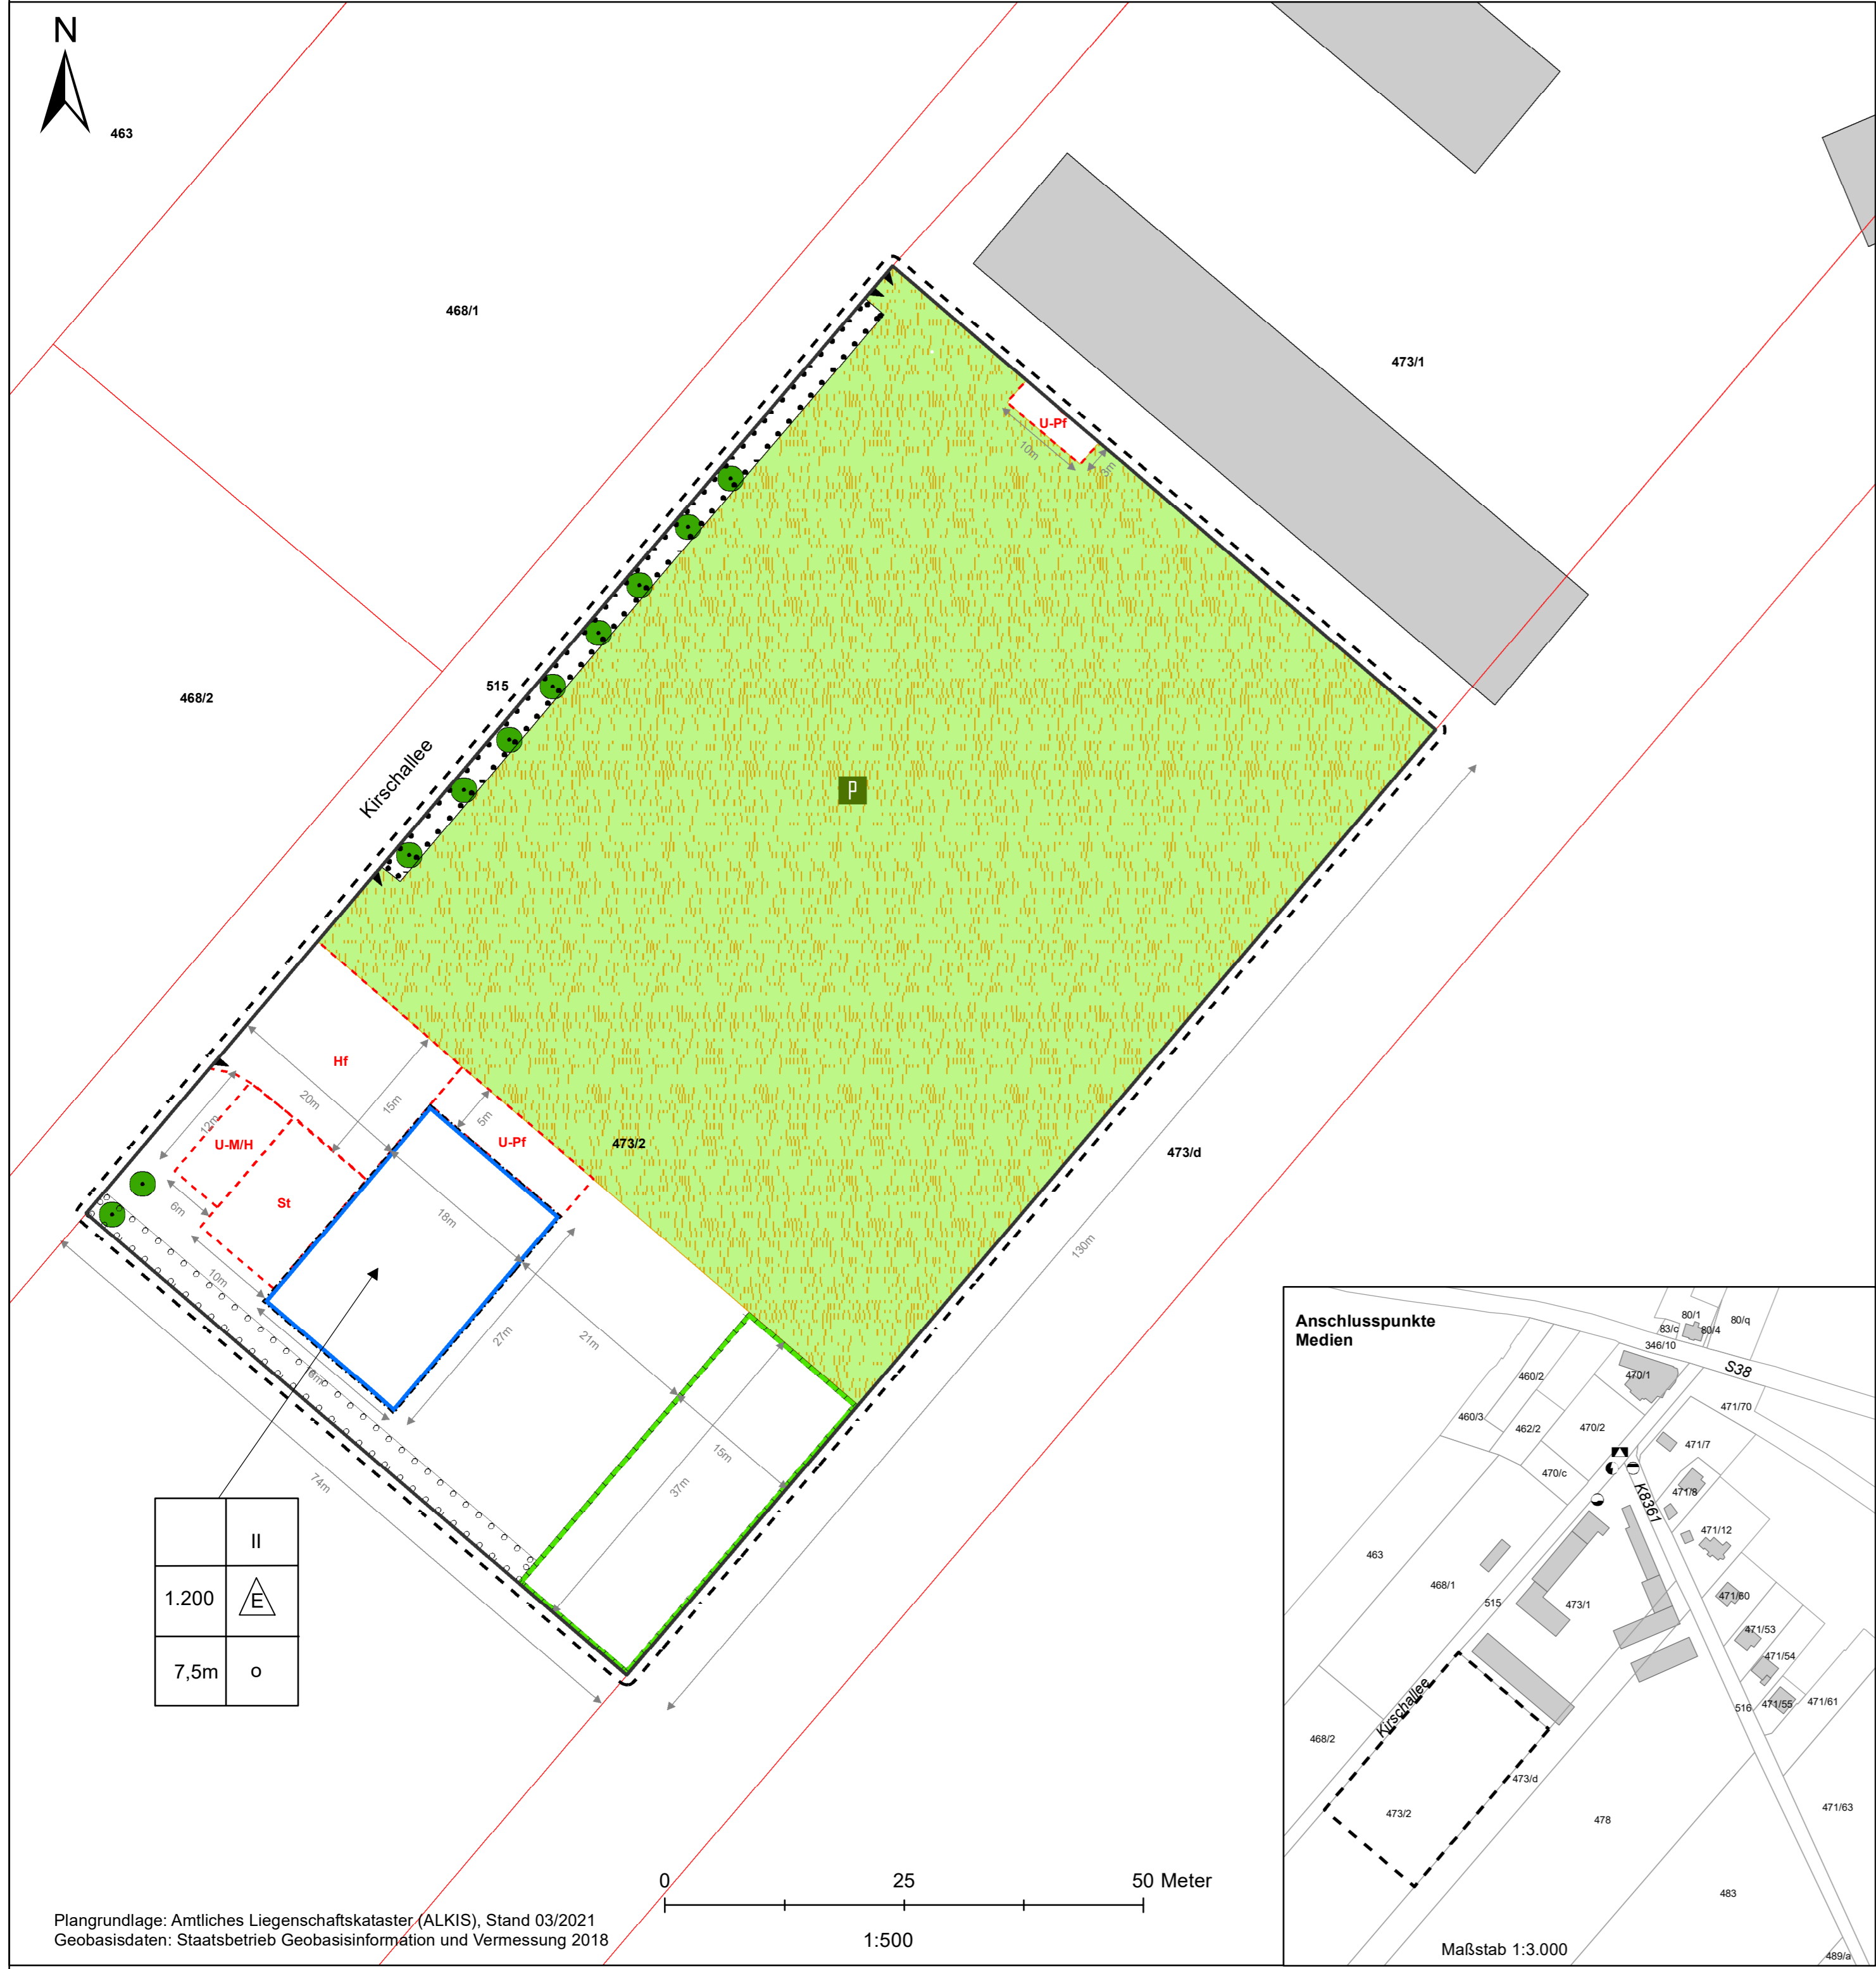 N
463
468/1
473/1
U-Pf
10m
3m
515
468/2
Kirschallee
P
Hf
20m
15m
12m
5m
U-M/H
U-Pf
473/2
473/d
St
6m
18m
130m
10m
27m
21m
15m
37m
74m
II
1.200
E
7,5m
o
0 25 50 Meter
1:500
Plangrundlage: Amtliches Liegenschaftskataster (ALKIS), Stand 03/2021
Geobasisdaten: Staatsbetrieb Geobasisinformation und Vermessung 2018
Anschlusspunkte
Medien
80/1
80/q
83/c
80/4
346/10
S38
460/2
470/1
471/70
460/3
462/2
470/2
471/7
470/c
471/8
K8361
471/12
463
468/1
515
473/1
471/60
471/53
471/54
Kirschallee
516
471/55
471/61
468/2
473/d
473/2
478
471/63
483
Maßstab 1:3.000
489/a